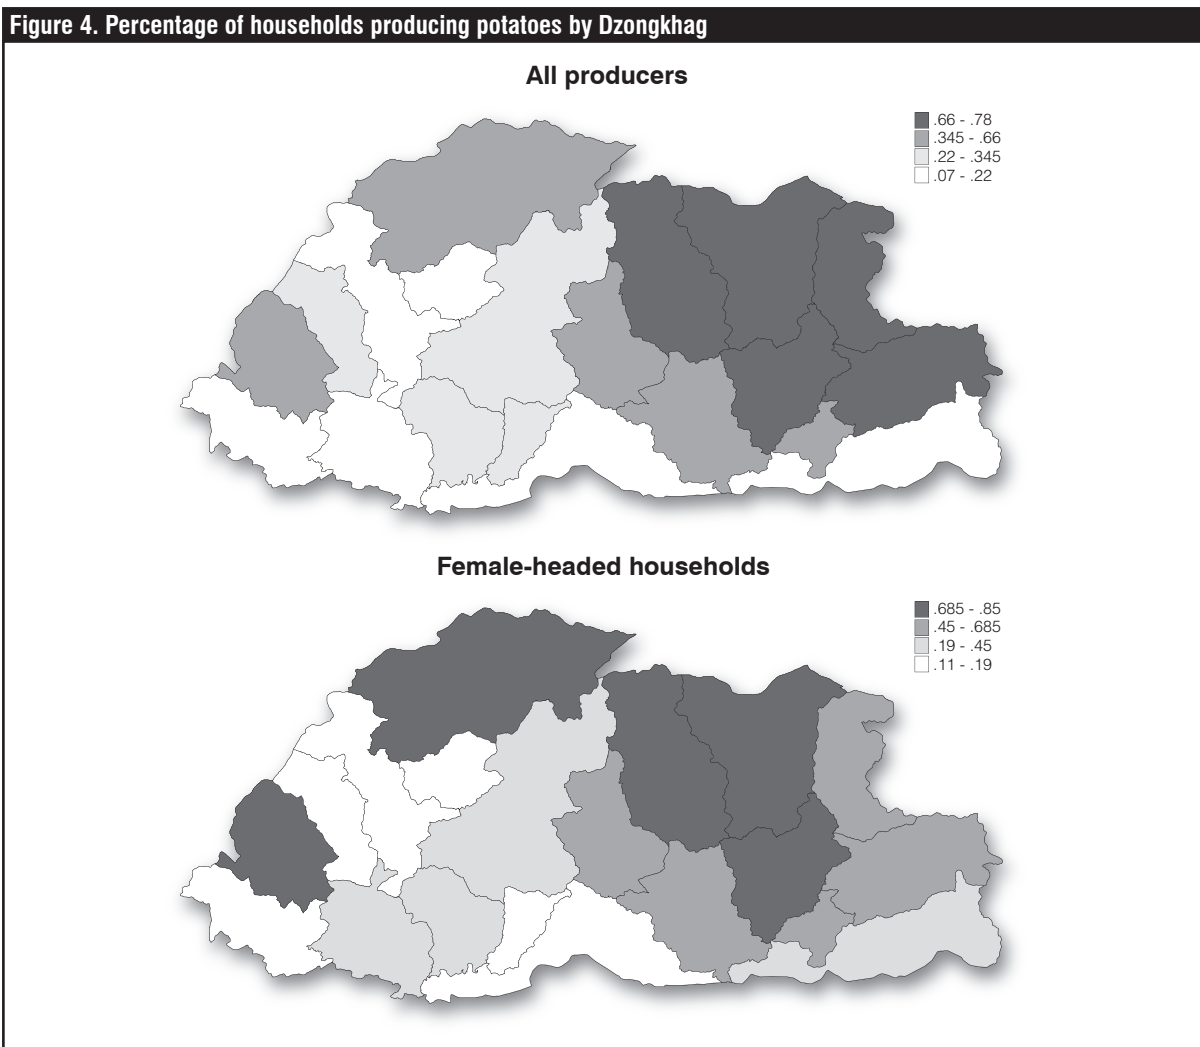 Figure 4. Percentage of households producing potatoes by Dzongkhag
All producers
.66 - .78
.345 - .66
.22 - .345
.07 - .22
Female-headed households
.685 - .85
.45 - .685
.19 - .45
.11 - .19